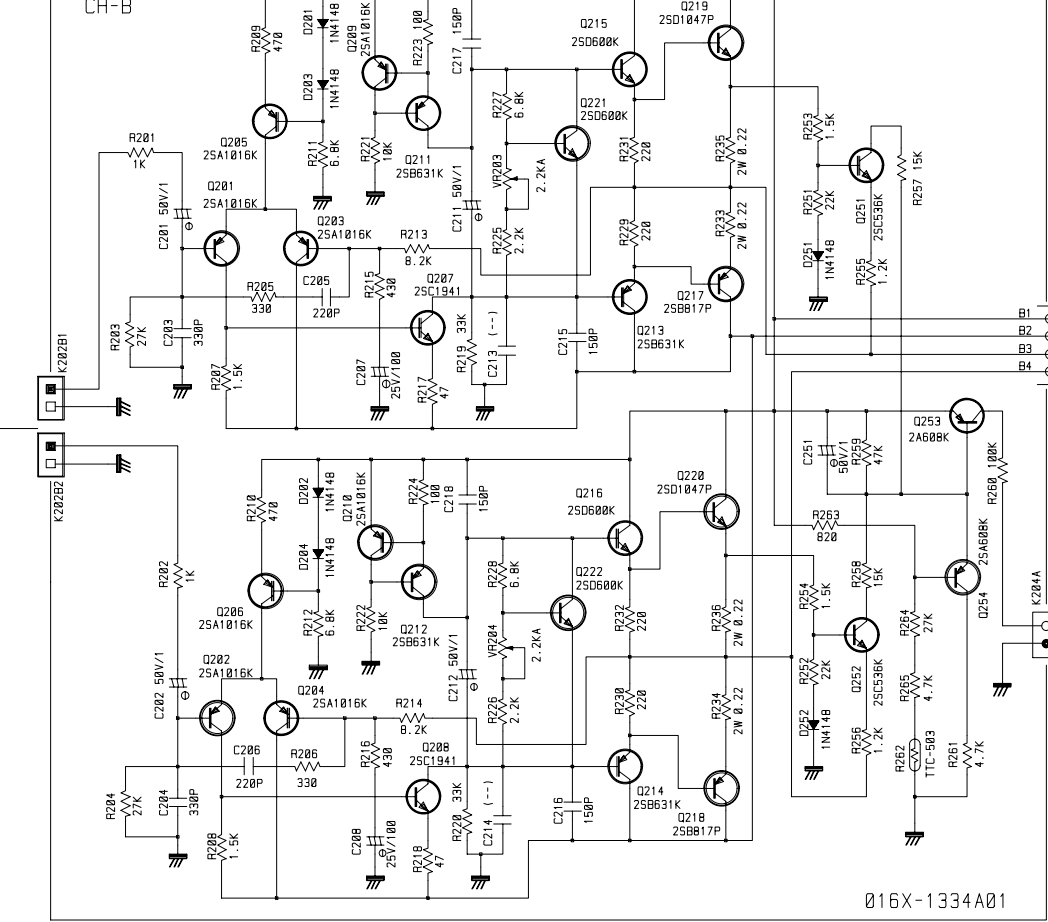 CH-B
R209
470
D201
1N4148
Q209
2SA1016K
R223 100
C217
150P
Q215
2SD600K
Q219
2SD1047P
D203
1N4148
R227
6.8K
Q221
2SD600K
R201
1K
Q205
2SA1016K
R211
6.8K
R221
10K
Q211
2SB631K
VR203
2.2KA
R231
220
R235
2W 0.22
R253
1.5K
R257 15K
C201 50V/1
Q201
2SA1016K
Q203
2SA1016K
R213
8.2K
C211 50V/1
R225
2.2K
R229
220
R233
2W 0.22
R251
22K
Q251
2SC536K
D251
1N4148
R255
1.2K
R205
330
C205
220P
R215
430
Q207
2SC1941
Q217
2SB817P
Q213
2SB631K
R203
27K
C203
330P
R207
1.5K
C207
25V/100
R217
47
R219 33K
C213 (--)
C215
150P
B1
B2
B3
B4
K202B1
K202B2
R210
470
D202
1N4148
Q210
2SA1016K
R224
100
C218
150P
Q216
2SD600K
Q220
2SD1047P
C251
50V/1
R259
47K
Q253
2A608K
R260 100K
R263
820
D204
1N4148
R202
1K
Q206
2SA1016K
R212
6.8K
R222
10K
Q212
2SB631K
R228
6.8K
Q222
2SD600K
VR204
2.2KA
R232
220
R236
2W 0.22
R254
1.5K
R258
15K
2SA608K
Q254
K204A
R264
27K
C202 50V/1
Q202
2SA1016K
Q204
2SA1016K
R214
8.2K
C212 50V/1
R226
2.2K
R230
220
R234
2W 0.22
R252
22K
Q252
2SC536K
R265
4.7K
D252
1N4148
R256
1.2K
R262
TTC-503
R261
4.7K
C206
220P
R206
330
R216
430
Q208
2SC1941
R204
27K
C204
330P
R208
1.5K
C208
25V/100
R218
47
R220 33K
C214 (--)
C216
150P
Q214
2SB631K
Q218
2SB817P
016X-1334A01